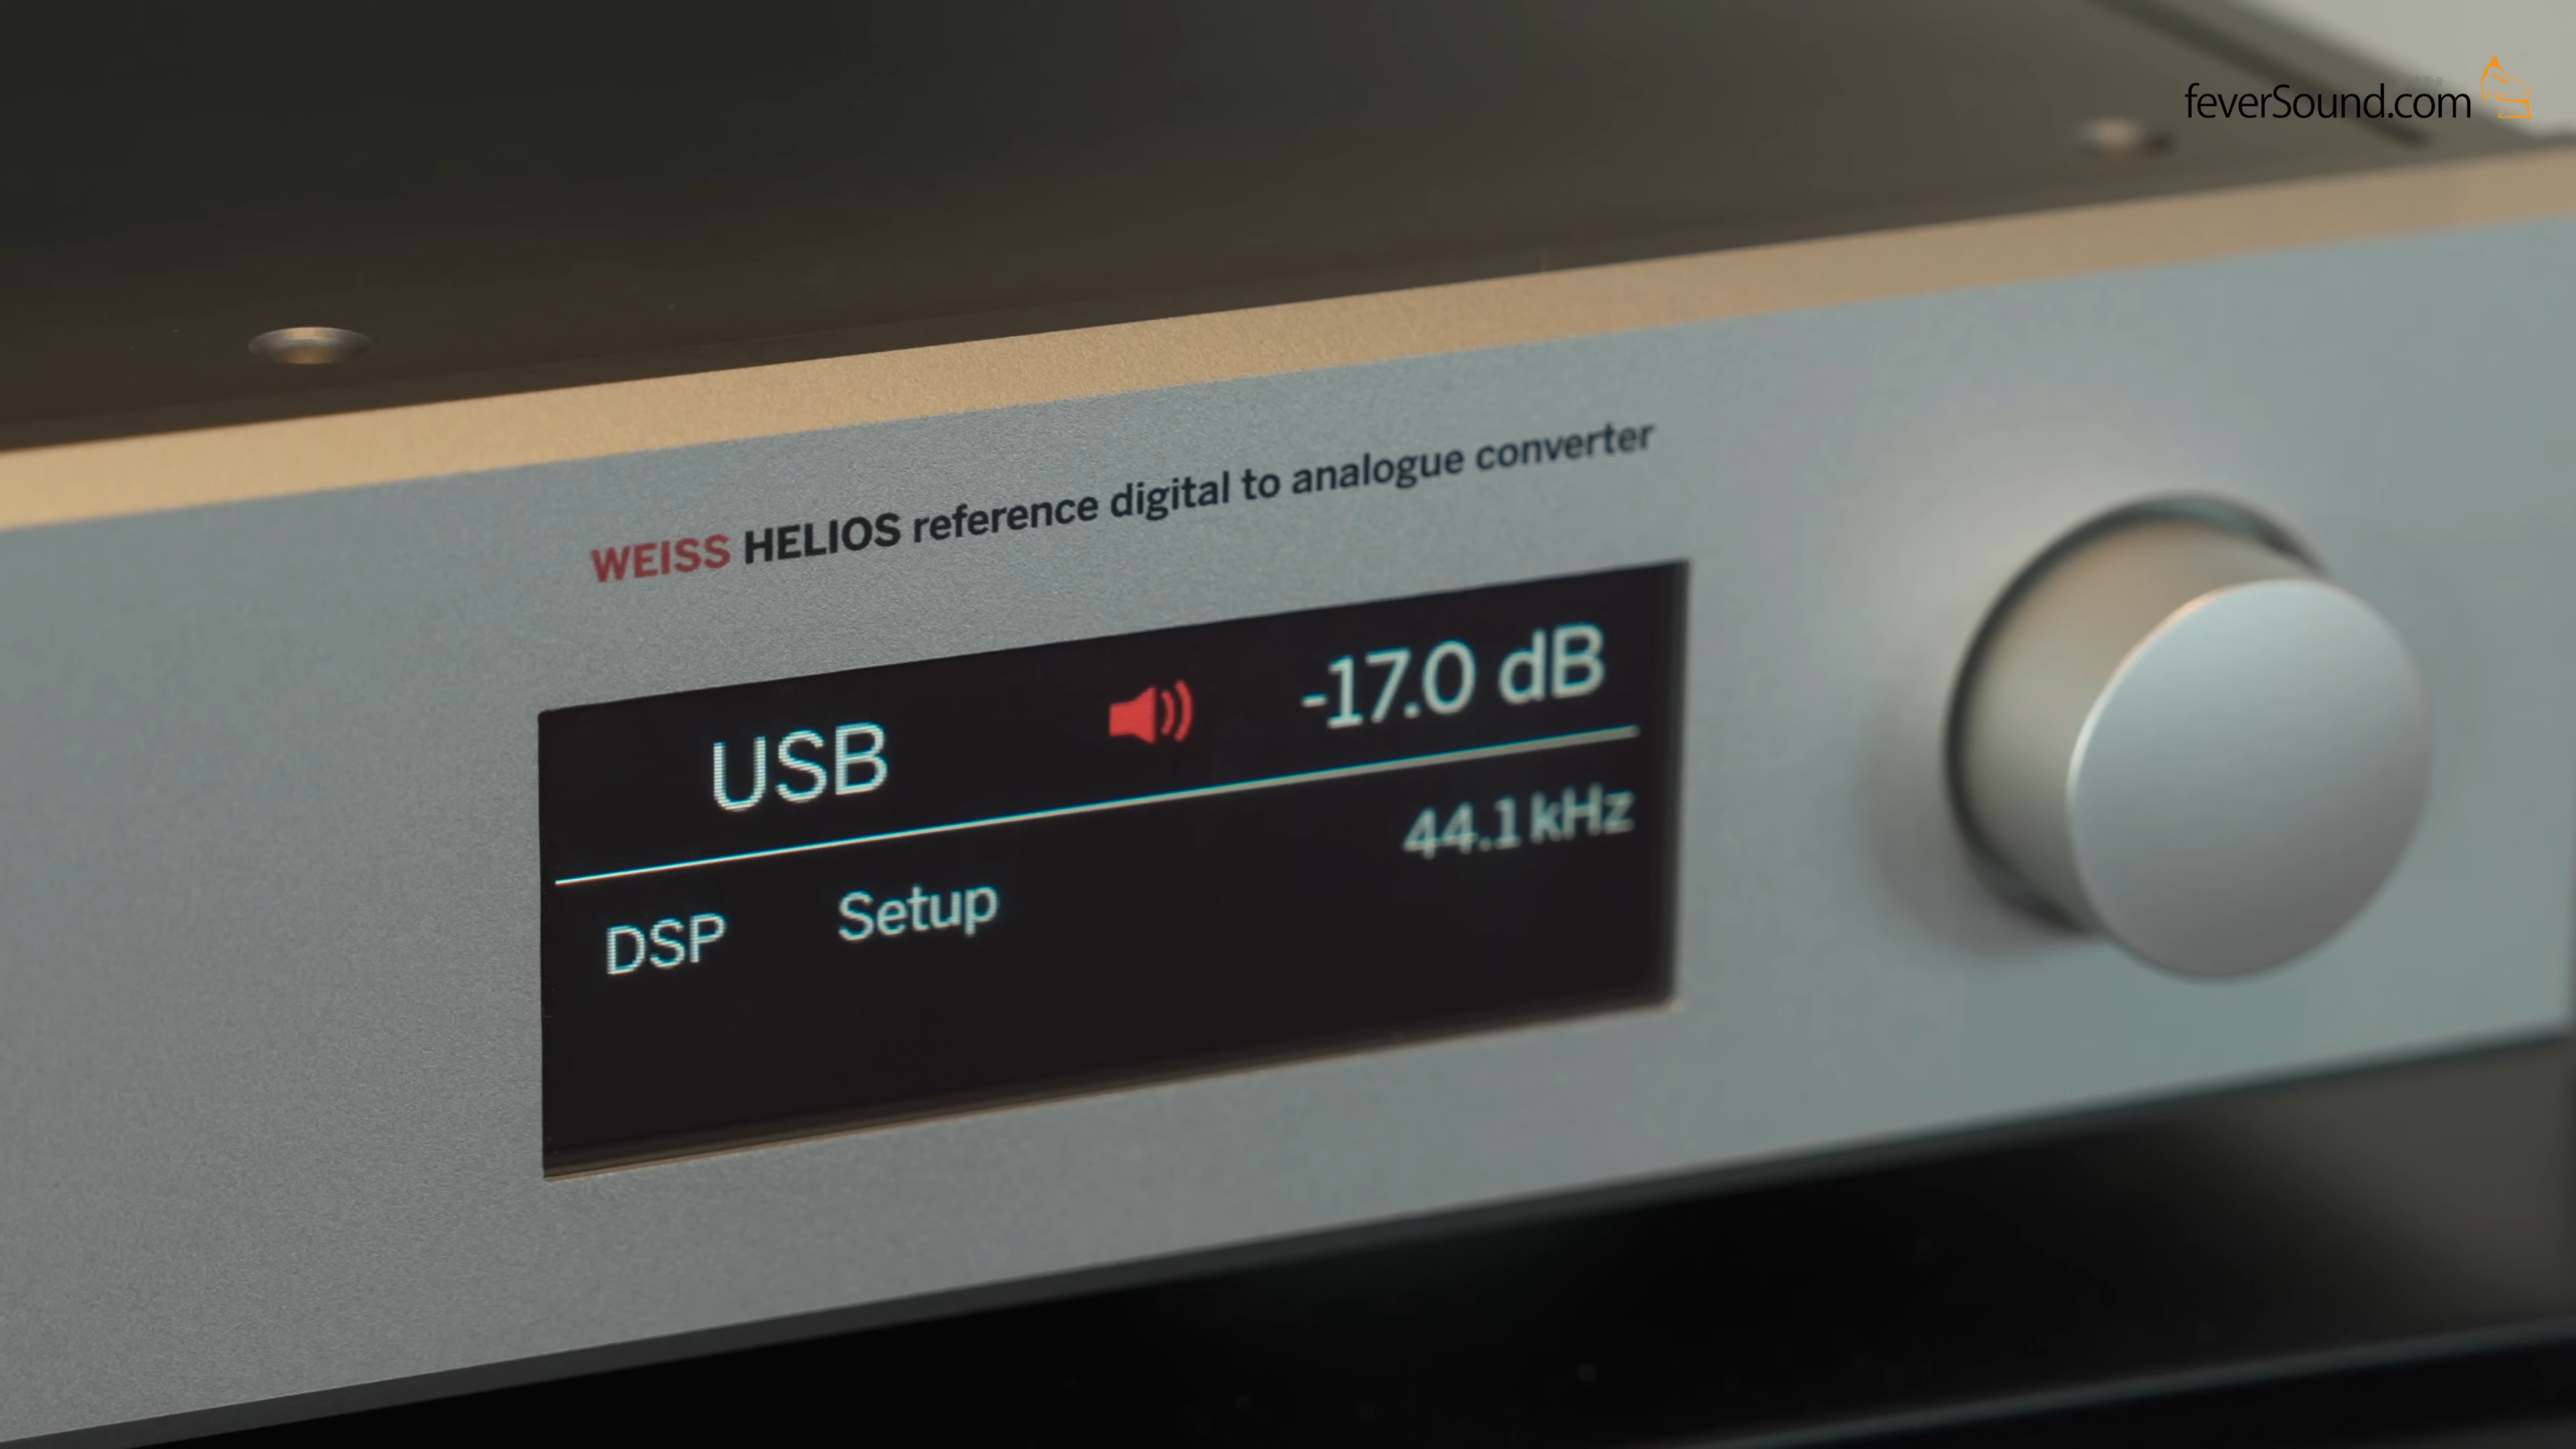 feverSound.com
WEISS HELIOS reference digital to analogue converter
USB -17.0 dB
44.1 kHz
DSP Setup